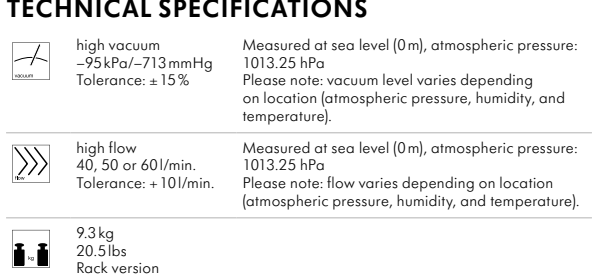 TECHNICAL SPECIFICATIONS
vacuum
high vacuum
–95 kPa/–713 mmHg
Tolerance: ± 15 %
Measured at sea level (0 m), atmospheric pressure:
1013.25 hPa
Please note: vacuum level varies depending
on location (atmospheric pressure, humidity, and
temperature).
flow
high flow
40, 50 or 60 l/min.
Tolerance: + 10 l/min.
Measured at sea level (0 m), atmospheric pressure:
1013.25 hPa
Please note: flow varies depending on location
(atmospheric pressure, humidity, and temperature).
kg
9.3 kg
20.5 lbs
Rack version